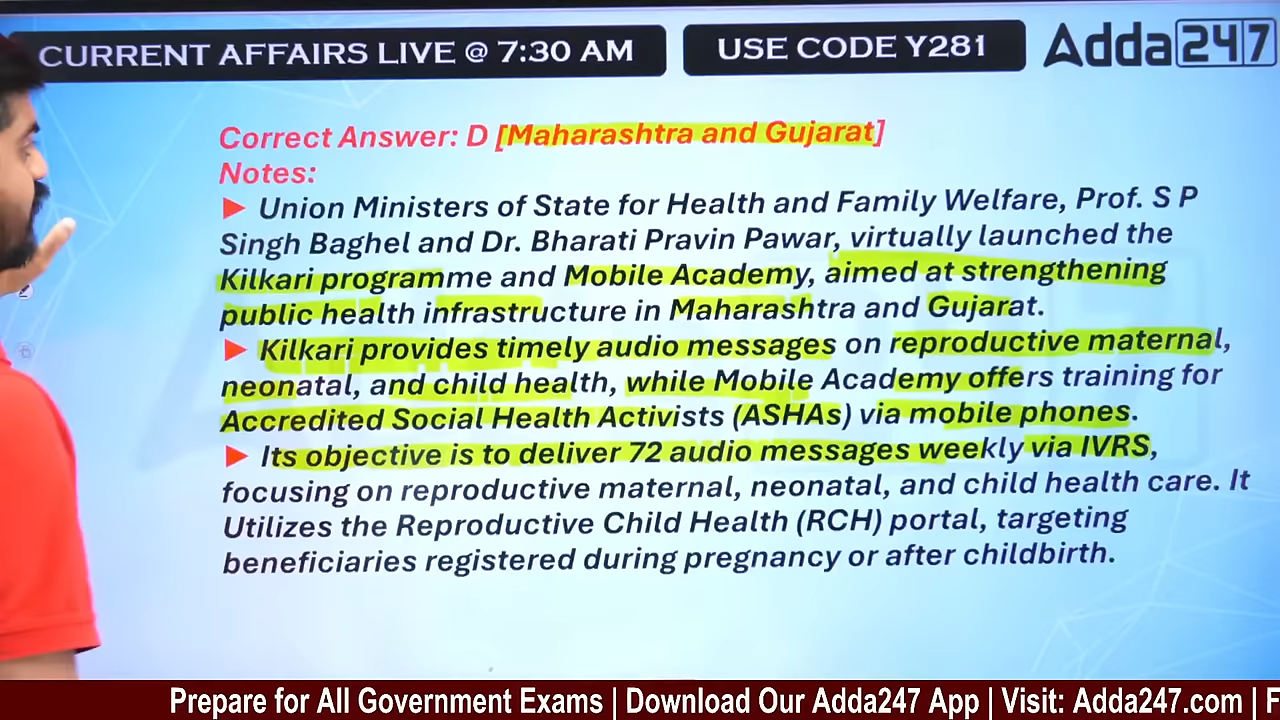 CURRENT AFFAIRS LIVE @ 7:30 AM
USE CODE Y281
Adda247
Correct Answer: D [Maharashtra and Gujarat]
Notes:
► Union Ministers of State for Health and Family Welfare, Prof. S P
Singh Baghel and Dr. Bharati Pravin Pawar, virtually launched the
Kilkari programme and Mobile Academy, aimed at strengthening
public health infrastructure in Maharashtra and Gujarat.
► Kilkari provides timely audio messages on reproductive maternal,
neonatal, and child health, while Mobile Academy offers training for
Accredited Social Health Activists (ASHAs) via mobile phones.
► Its objective is to deliver 72 audio messages weekly via IVRS,
focusing on reproductive maternal, neonatal, and child health care. It
Utilizes the Reproductive Child Health (RCH) portal, targeting
beneficiaries registered during pregnancy or after childbirth.
Prepare for All Government Exams | Download Our Adda247 App | Visit: Adda247.com | F